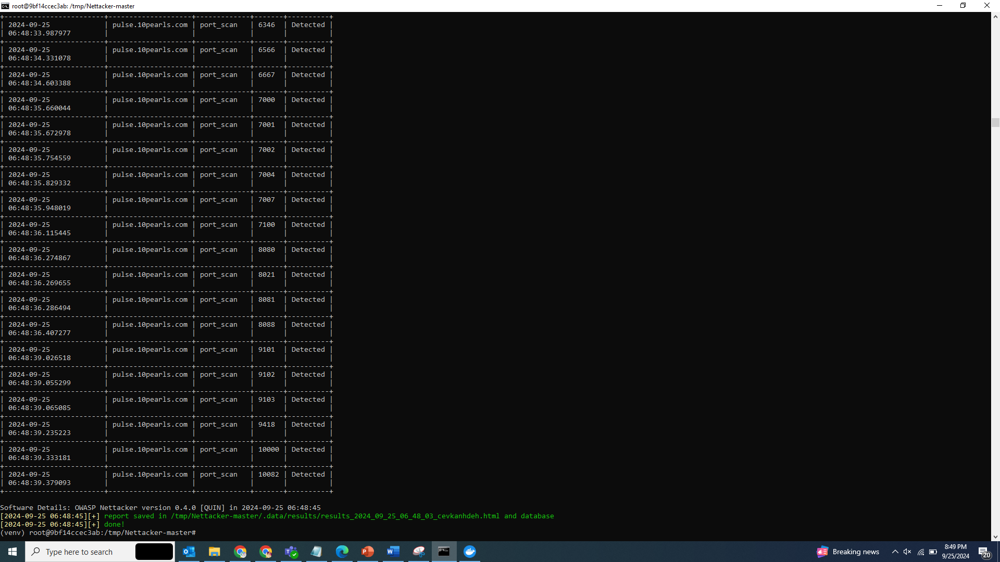 root@9bf14ccec3ab: /tmp/Nettacker-master
+------------------------+--------------------+-------------+-------+----------+
| 2024-09-25             | pulse.10pearls.com | port_scan   | 6346  | Detected |
| 06:48:33.987977        |                    |             |       |          |
+------------------------+--------------------+-------------+-------+----------+
| 2024-09-25             | pulse.10pearls.com | port_scan   | 6566  | Detected |
| 06:48:34.331078        |                    |             |       |          |
+------------------------+--------------------+-------------+-------+----------+
| 2024-09-25             | pulse.10pearls.com | port_scan   | 6667  | Detected |
| 06:48:34.603388        |                    |             |       |          |
+------------------------+--------------------+-------------+-------+----------+
| 2024-09-25             | pulse.10pearls.com | port_scan   | 7000  | Detected |
| 06:48:35.660044        |                    |             |       |          |
+------------------------+--------------------+-------------+-------+----------+
| 2024-09-25             | pulse.10pearls.com | port_scan   | 7001  | Detected |
| 06:48:35.672978        |                    |             |       |          |
+------------------------+--------------------+-------------+-------+----------+
| 2024-09-25             | pulse.10pearls.com | port_scan   | 7002  | Detected |
| 06:48:35.754559        |                    |             |       |          |
+------------------------+--------------------+-------------+-------+----------+
| 2024-09-25             | pulse.10pearls.com | port_scan   | 7004  | Detected |
| 06:48:35.829332        |                    |             |       |          |
+------------------------+--------------------+-------------+-------+----------+
| 2024-09-25             | pulse.10pearls.com | port_scan   | 7007  | Detected |
| 06:48:35.948019        |                    |             |       |          |
+------------------------+--------------------+-------------+-------+----------+
| 2024-09-25             | pulse.10pearls.com | port_scan   | 7100  | Detected |
| 06:48:36.115445        |                    |             |       |          |
+------------------------+--------------------+-------------+-------+----------+
| 2024-09-25             | pulse.10pearls.com | port_scan   | 8080  | Detected |
| 06:48:36.274867        |                    |             |       |          |
+------------------------+--------------------+-------------+-------+----------+
| 2024-09-25             | pulse.10pearls.com | port_scan   | 8021  | Detected |
| 06:48:36.269655        |                    |             |       |          |
+------------------------+--------------------+-------------+-------+----------+
| 2024-09-25             | pulse.10pearls.com | port_scan   | 8081  | Detected |
| 06:48:36.286494        |                    |             |       |          |
+------------------------+--------------------+-------------+-------+----------+
| 2024-09-25             | pulse.10pearls.com | port_scan   | 8088  | Detected |
| 06:48:36.407277        |                    |             |       |          |
+------------------------+--------------------+-------------+-------+----------+
| 2024-09-25             | pulse.10pearls.com | port_scan   | 9101  | Detected |
| 06:48:39.026518        |                    |             |       |          |
+------------------------+--------------------+-------------+-------+----------+
| 2024-09-25             | pulse.10pearls.com | port_scan   | 9102  | Detected |
| 06:48:39.055299        |                    |             |       |          |
+------------------------+--------------------+-------------+-------+----------+
| 2024-09-25             | pulse.10pearls.com | port_scan   | 9103  | Detected |
| 06:48:39.065085        |                    |             |       |          |
+------------------------+--------------------+-------------+-------+----------+
| 2024-09-25             | pulse.10pearls.com | port_scan   | 9418  | Detected |
| 06:48:39.235223        |                    |             |       |          |
+------------------------+--------------------+-------------+-------+----------+
| 2024-09-25             | pulse.10pearls.com | port_scan   | 10000 | Detected |
| 06:48:39.333181        |                    |             |       |          |
+------------------------+--------------------+-------------+-------+----------+
| 2024-09-25             | pulse.10pearls.com | port_scan   | 10082 | Detected |
| 06:48:39.379093        |                    |             |       |          |
+------------------------+--------------------+-------------+-------+----------+
Software Details: OWASP Nettacker version 0.4.0 [QUIN] in 2024-09-25 06:48:45
[2024-09-25 06:48:45][+] report saved in /tmp/Nettacker-master/.data/results/results_2024_09_25_06_48_03_cevkanhdeh.html and database
[2024-09-25 06:48:45][+] done!
(venv) root@9bf14ccec3ab:/tmp/Nettacker-master#
Type here to search
Breaking news
8:49 PM
9/25/2024
20